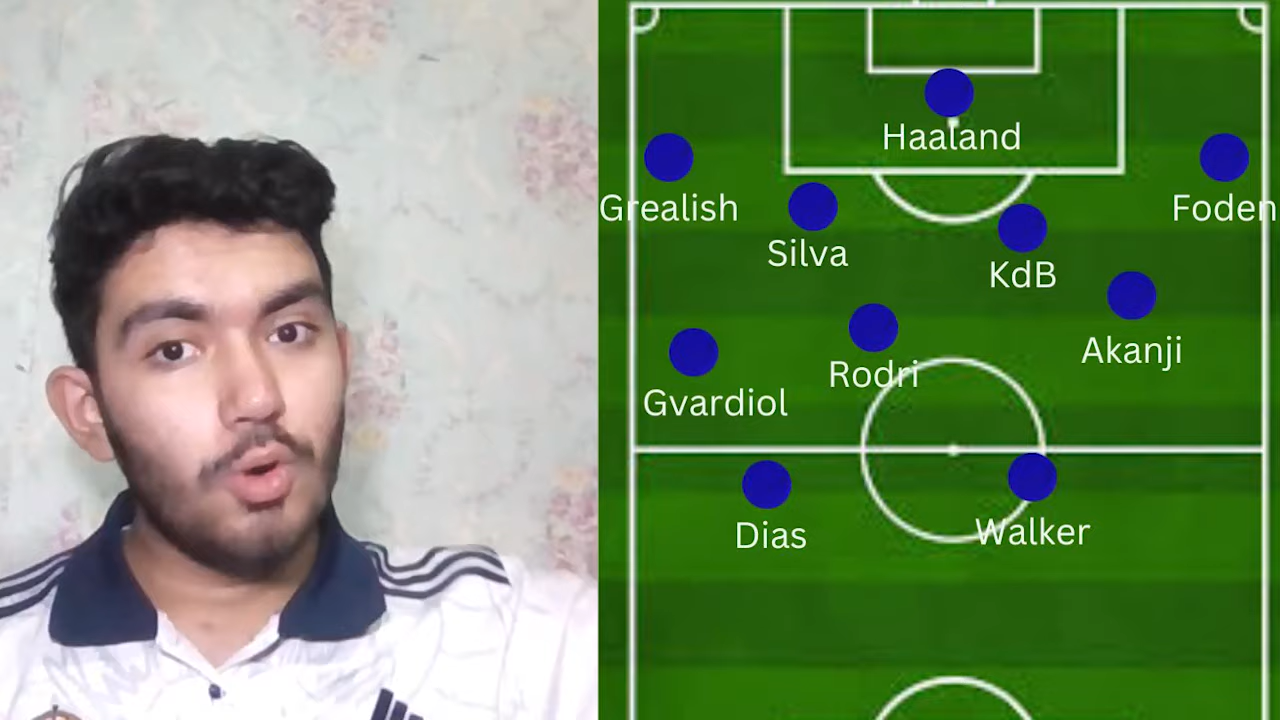 Haaland
Grealish
Foden
Silva
KdB
Akanji
Rodri
Gvardiol
Dias
Walker